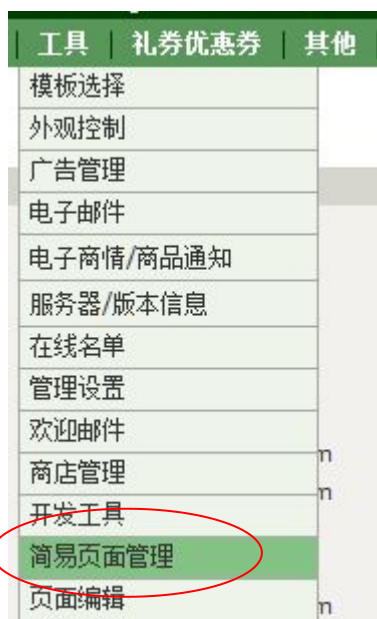 工具 | 礼券优惠券 | 其他
模板选择
外观控制
广告管理
电子邮件
电子商情/商品通知
服务器/版本信息
在线名单
管理设置
欢迎邮件
商店管理
m
开发工具
m
简易页面管理
页面编辑
m